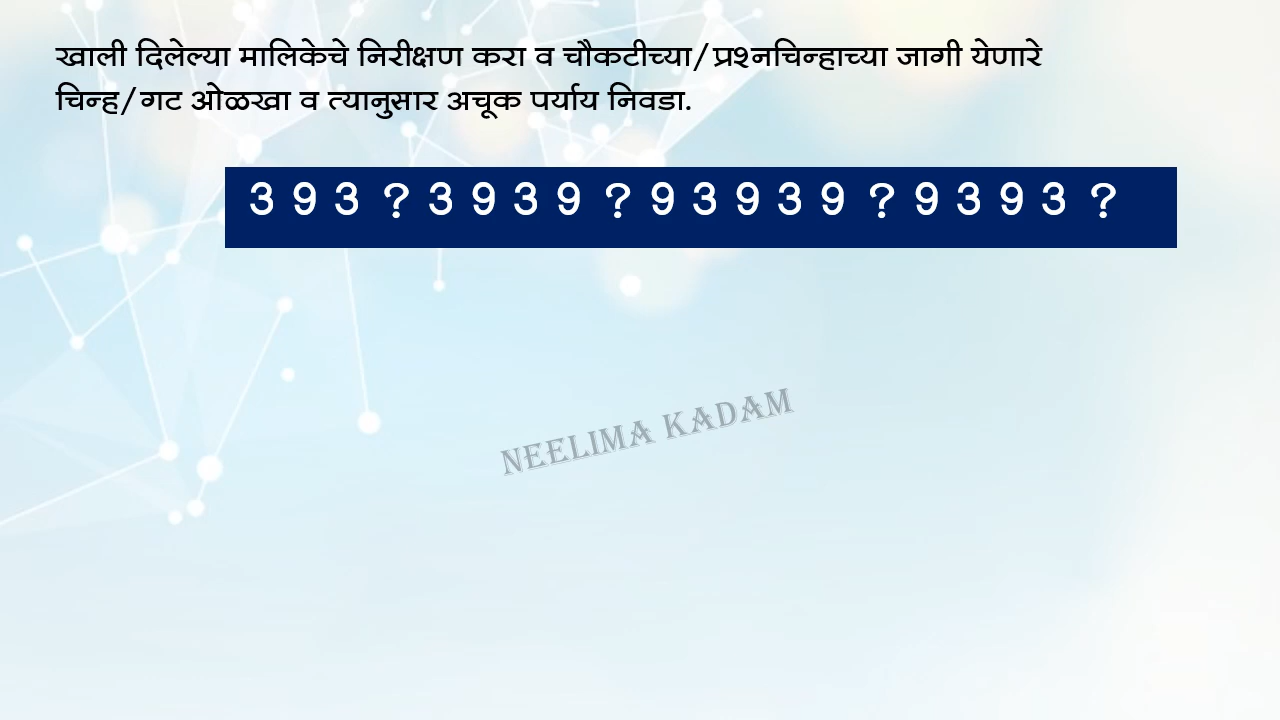 खाली दिलेल्या मालिकेचे निरीक्षण करा व चौकटीच्या/प्रश्नचिन्हाच्या जागी येणारे
चिन्ह/गट ओळखा व त्यानुसार अचूक पर्याय निवडा.
3 9 3 ? 3 9 3 9 ? 9 3 9 3 9 ? 9 3 9 3 ?
NEELIMA KADAM